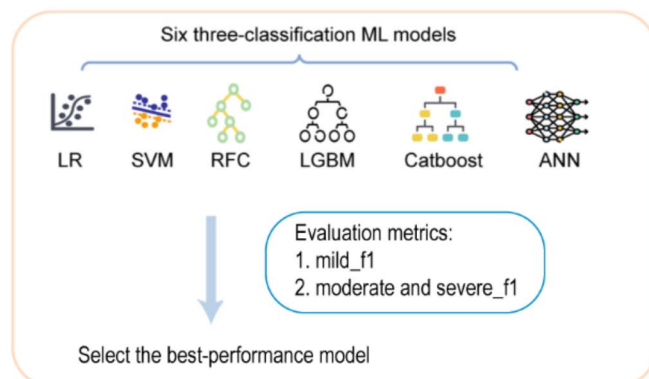 Six three-classification ML models
LR SVM RFC LGBM Catboost ANN
Evaluation metrics:
1. mild_f1
2. moderate and severe_f1
Select the best-performance model